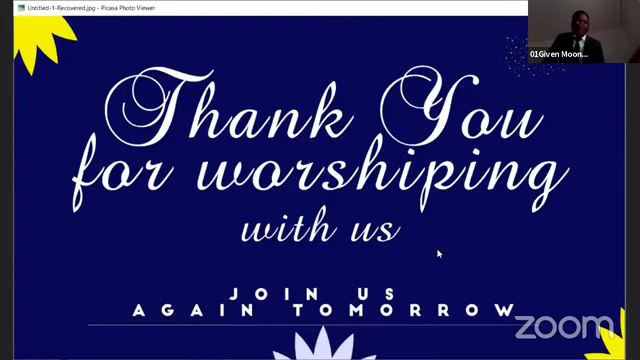 Untitled-1-Recovered.jpg - Picasa Photo Viewer
01Given Moon...
Thank You
for worshiping
with us
JOIN US
AGAIN TOMORROW
zoom